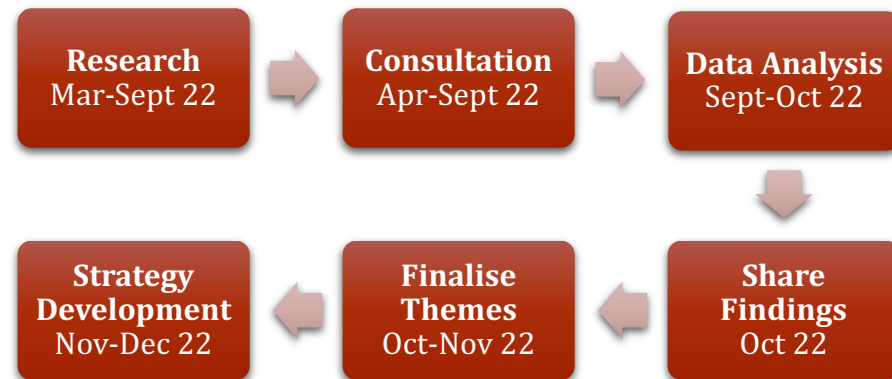 Research
Mar-Sept 22
Consultation
Apr-Sept 22
Data Analysis
Sept-Oct 22
Share
Findings
Oct 22
Finalise
Themes
Oct-Nov 22
Strategy
Development
Nov-Dec 22